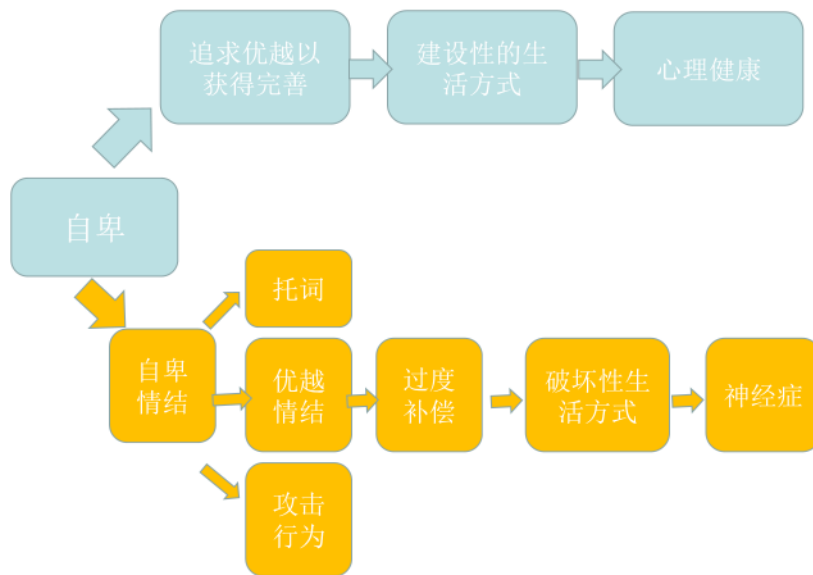 追求优越以
获得完善
建设性的生
活方式
心理健康
自卑
托词
自卑
情结
优越
情结
过度
补偿
破坏性生
活方式
神经症
攻击
行为